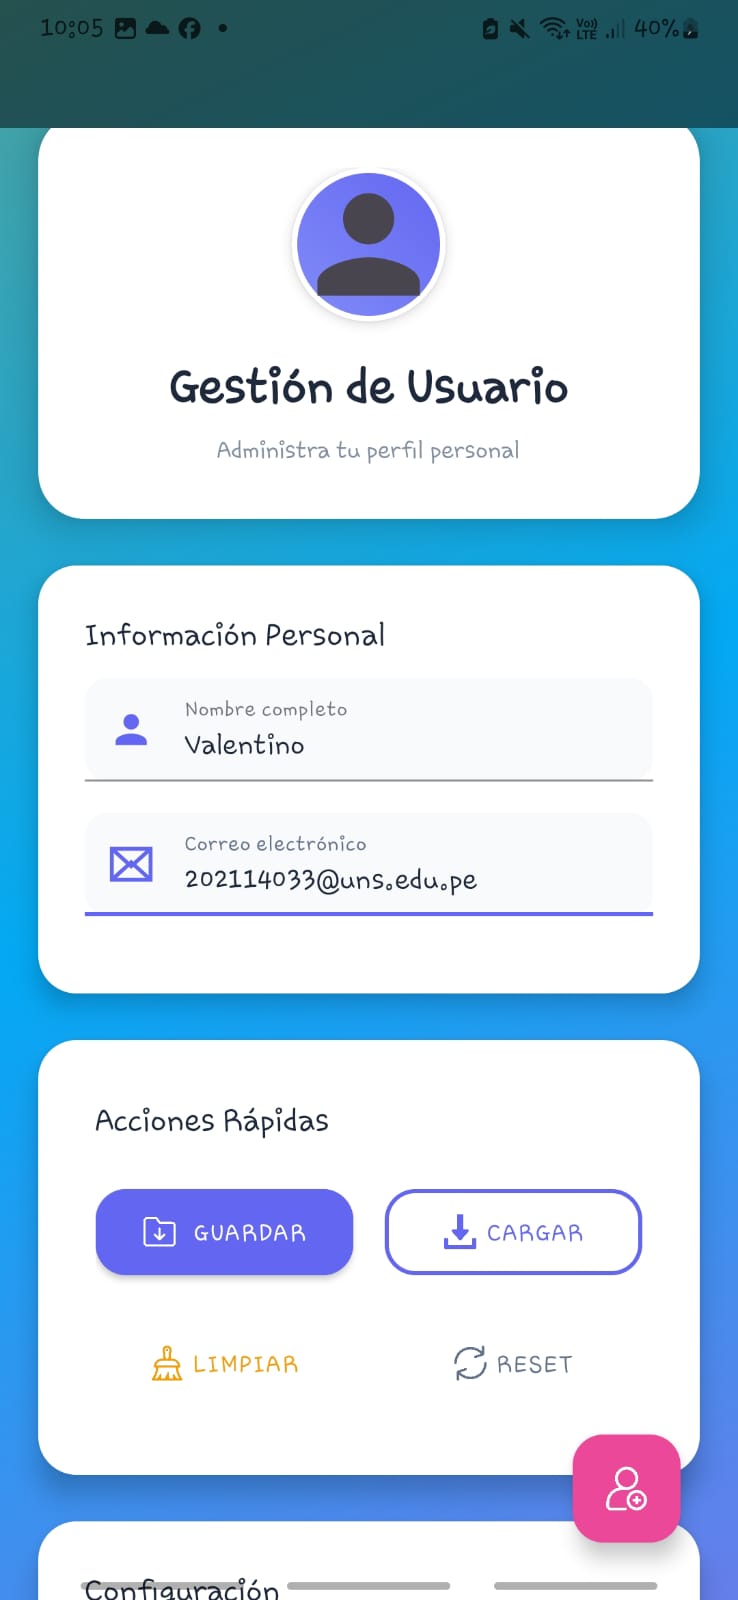 10:05 Vo)) LTE 40%
Gestión de Usuario
Administra tu perfil personal
Información Personal
Nombre completo
Valentino
Correo electrónico
202114033@uns.edu.pe
Acciones Rápidas
GUARDAR CARGAR
LIMPIAR RESET
Configuración